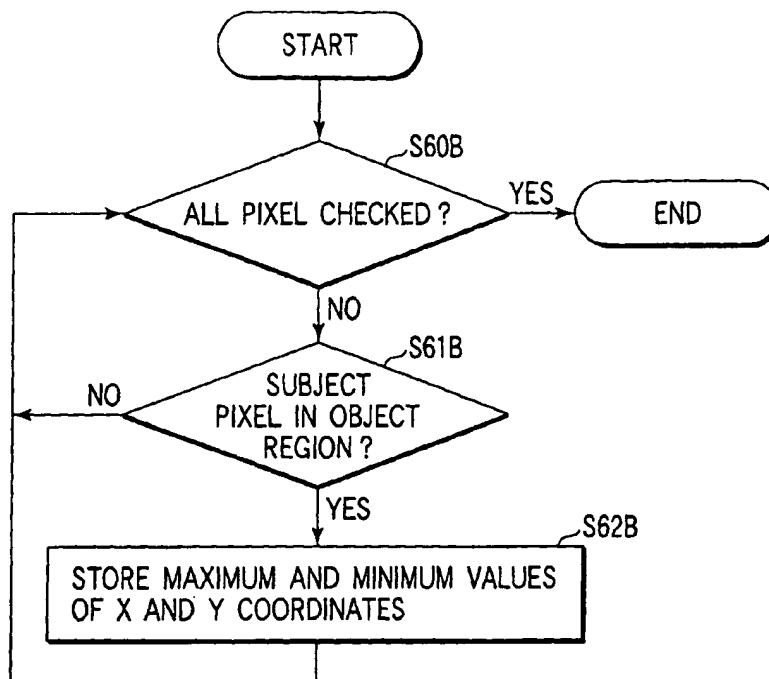 START
S60B
ALL PIXEL CHECKED?
YES
END
NO
S61B
NO
SUBJECT
PIXEL IN OBJECT
REGION?
YES
S62B
STORE MAXIMUM AND MINIMUM VALUES
OF X AND Y COORDINATES